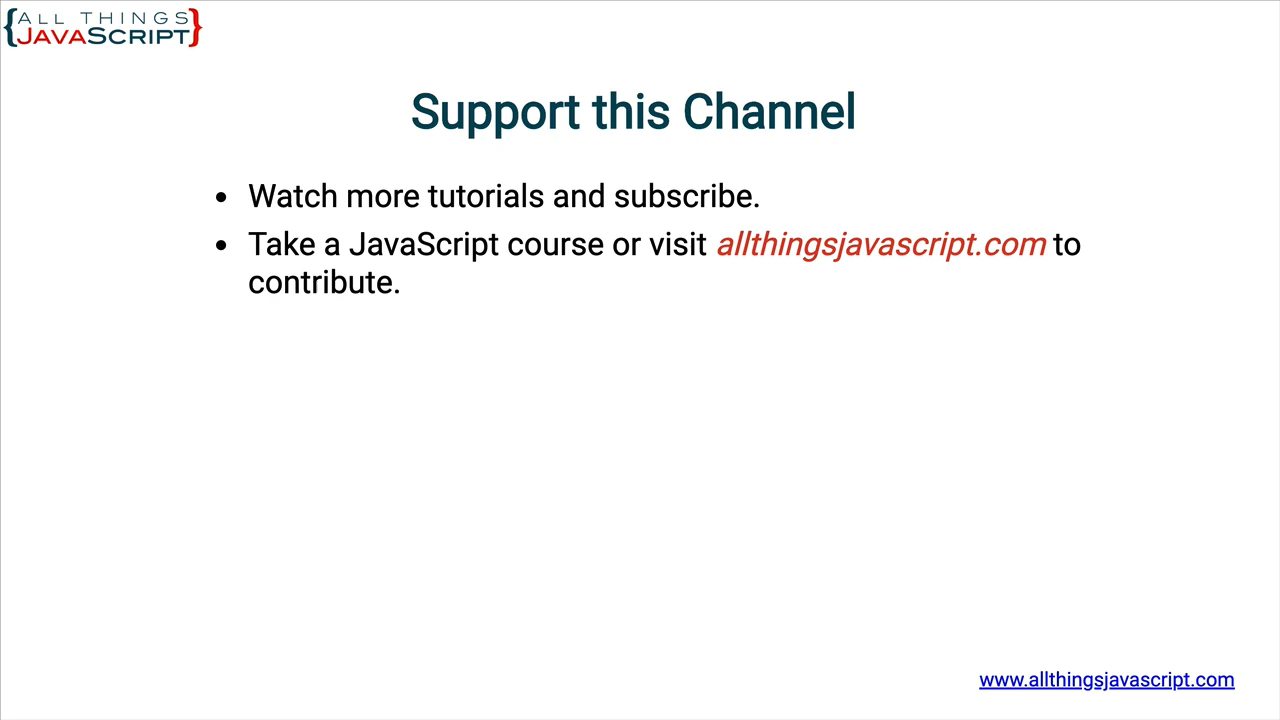 {ALL THINGS
JAVASCRIPT}
Support this Channel
• Watch more tutorials and subscribe.
• Take a JavaScript course or visit allthingsjavascript.com to
contribute.
www.allthingsjavascript.com